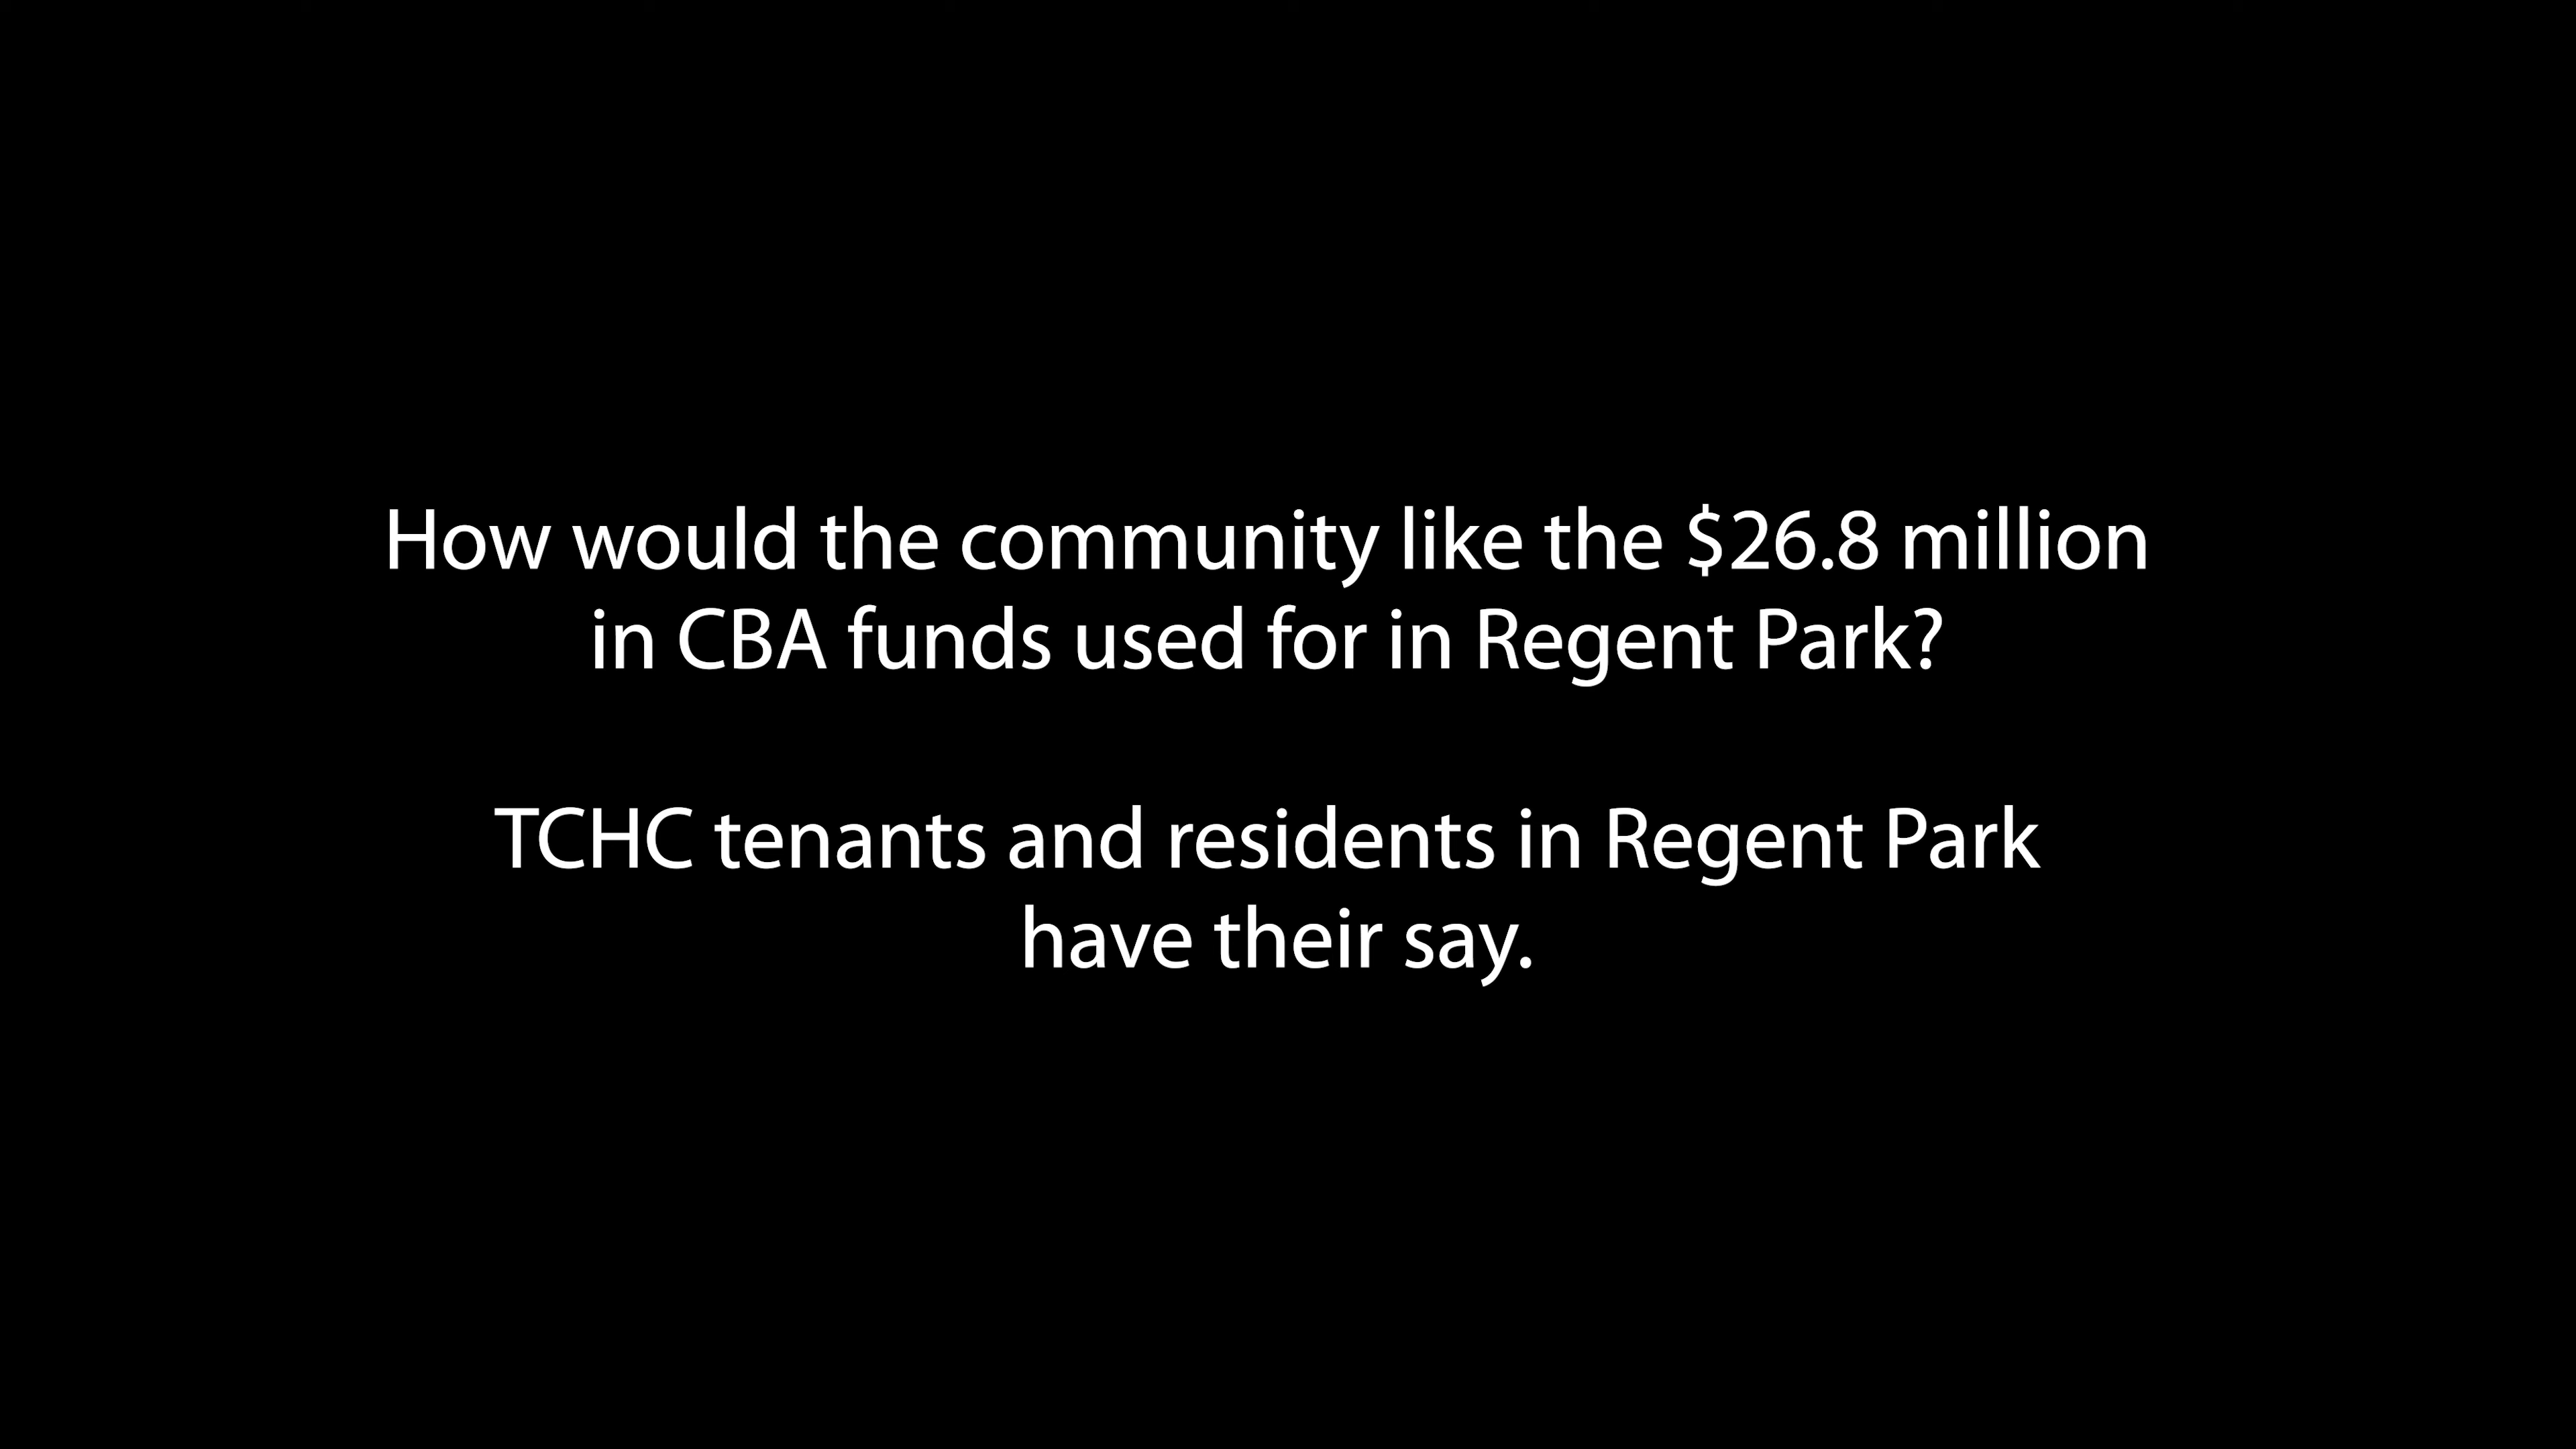 How would the community like the $26.8 million
in CBA funds used for in Regent Park?
TCHC tenants and residents in Regent Park
have their say.